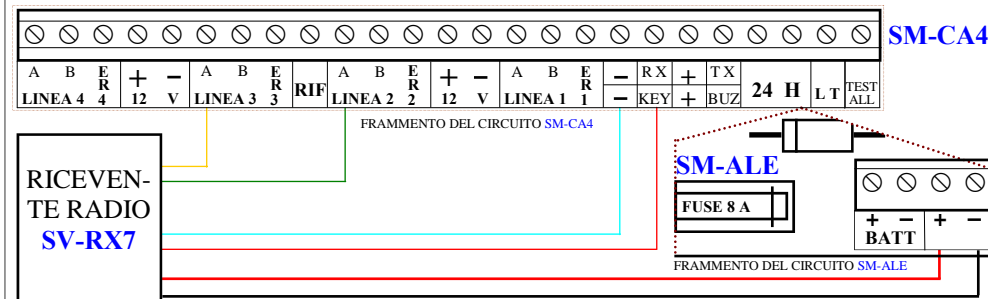 SM-CA4
A B E R 4 + - A B E R 3 RIF A B E R 2 + - A B E R 1 - RX + TX 24 H L T TEST ALL
LINEA 4 12 V LINEA 3 LINEA 2 12 V LINEA 1 - KEY + BUZ
FRAMMENTO DEL CIRCUITO SM-CA4
RICEVEN-
TE RADIO
SV-RX7
SM-ALE
FUSE 8 A
+ - + -
BATT
FRAMMENTO DEL CIRCUITO SM-ALE